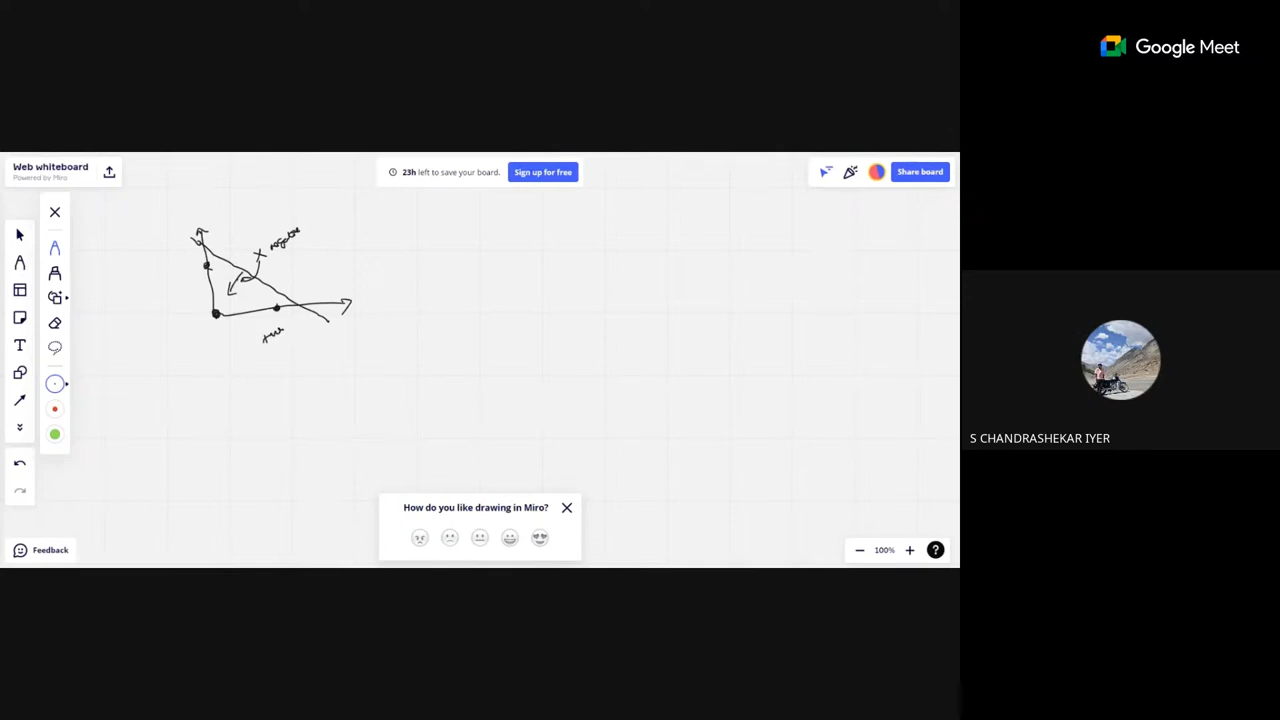 Google Meet
Web whiteboard
Powered by Miro
23h left to save your board.
Sign up for free
Share board
How do you like drawing in Miro?
Feedback
100%
?
T
S CHANDRASHEKAR IYER